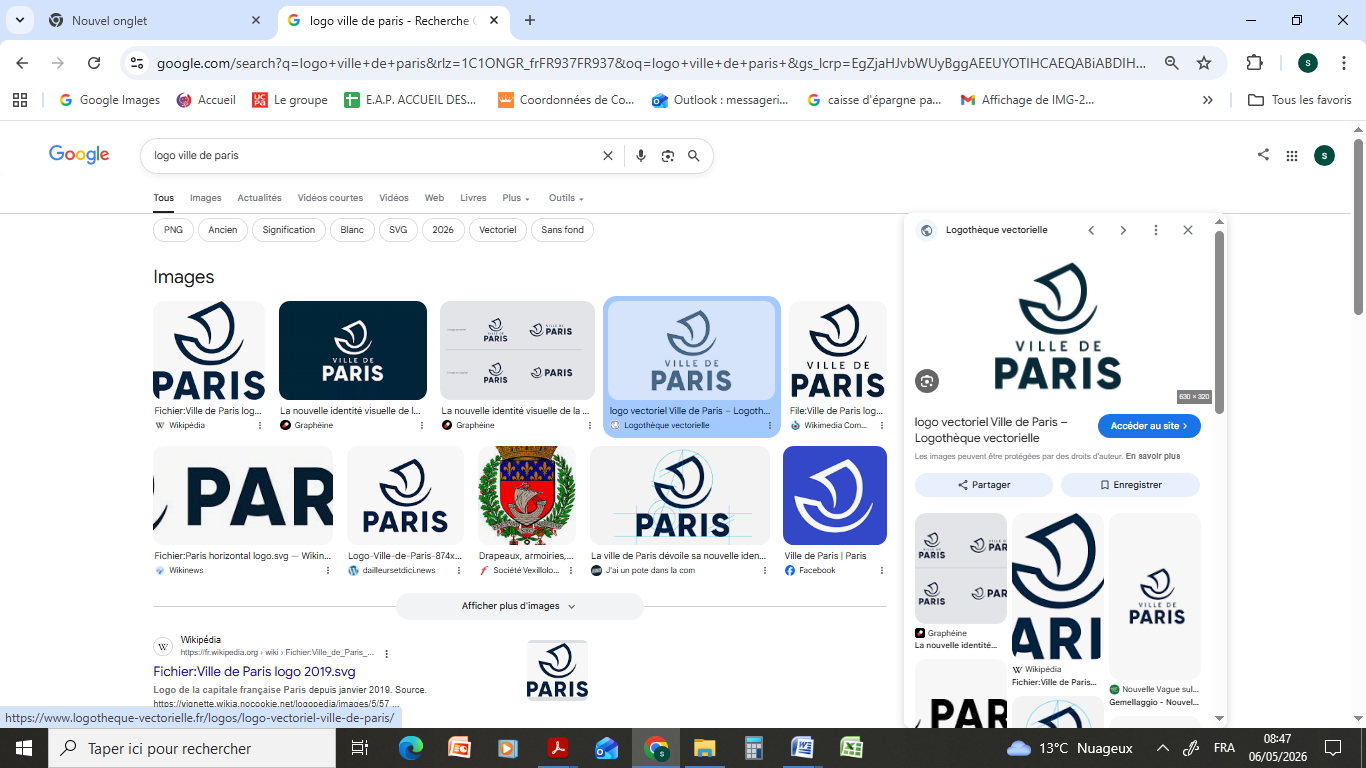 Nouvel onglet
logo ville de paris - Recherche G
google.com/search?q=logo+ville+de+paris&rlz=1C1ONGR_frFR937FR937&oq=logo+ville+de+paris+&gs_lcrp=EgZjaHJvbWUyBggAEEUYOTIHCAEQABiABDIH...
Google Images
Accueil
Le groupe
E.A.P. ACCUEIL DES...
Coordonnées de Co...
Outlook : messageri...
caisse d'épargne pa...
Affichage de IMG-2...
Tous les favoris
Google
logo ville de paris
S
Tous Images Actualités Vidéos courtes Vidéos Web Livres Plus Outils
PNG Ancien Signification Blanc SVG 2026 Vectoriel Sans fond
Images
PARIS
VILLE DE
PARIS
VILLE DE
PARIS
VILLE DE
PARIS
VILLE DE
PARIS
Fichier:Ville de Paris log...
Wikipédia
La nouvelle identité visuelle de l...
Graphéine
La nouvelle identité visuelle de la ...
Graphéine
logo vectoriel Ville de Paris – Logoth...
Logothèque vectorielle
File:Ville de Paris log...
Wikimedia Com...
PAR
PARIS
PARIS
Fichier:Paris horizontal logo.svg — Wikin...
Wikinews
Logo-Ville-de-Paris-874x...
dailleursetdici.news
Drapeaux, armoiries,...
Société Vexillolo...
La ville de Paris dévoile sa nouvelle iden...
J'ai un pote dans la com
Ville de Paris | Paris
Facebook
Afficher plus d'images
Wikipédia
https://fr.wikipedia.org › wiki › Fichier:Ville_de_Paris_...
Fichier:Ville de Paris logo 2019.svg
Logo de la capitale française Paris depuis janvier 2019. Source.
https://vignette.wikia.nocookie.net/logopedia/images/5/57 ...
PARIS
Logothèque vectorielle
VILLE DE
PARIS
630 × 320
logo vectoriel Ville de Paris –
Logothèque vectorielle
Accéder au site
Les images peuvent être protégées par des droits d'auteur. En savoir plus
Partager
Enregistrer
PARIS
ARI
VILLE DE
PARIS
Graphéine
La nouvelle identité...
Wikipédia
Fichier:Ville de Paris...
Nouvelle Vague sul...
Gemellaggio - Nouvel...
PAR
https://www.logotheque-vectorielle.fr/logos/logo-vectoriel-ville-de-paris/
Taper ici pour rechercher
13°C Nuageux
FRA
08:47
06/05/2026